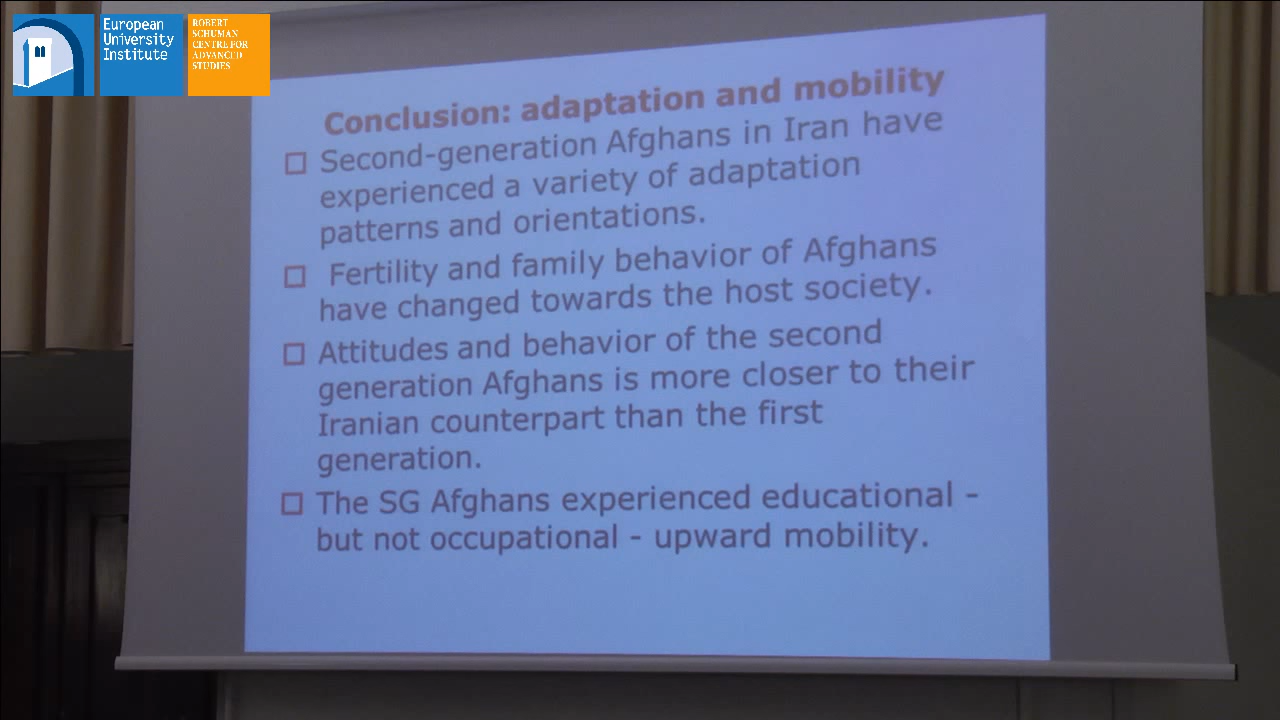 European
University
Institute
ROBERT
SCHUMAN
CENTRE FOR
ADVANCED
STUDIES
Conclusion: adaptation and mobility
Second-generation Afghans in Iran have
experienced a variety of adaptation
patterns and orientations.
Fertility and family behavior of Afghans
have changed towards the host society.
Attitudes and behavior of the second
generation Afghans is more closer to their
Iranian counterpart than the first
generation.
The SG Afghans experienced educational -
but not occupational - upward mobility.